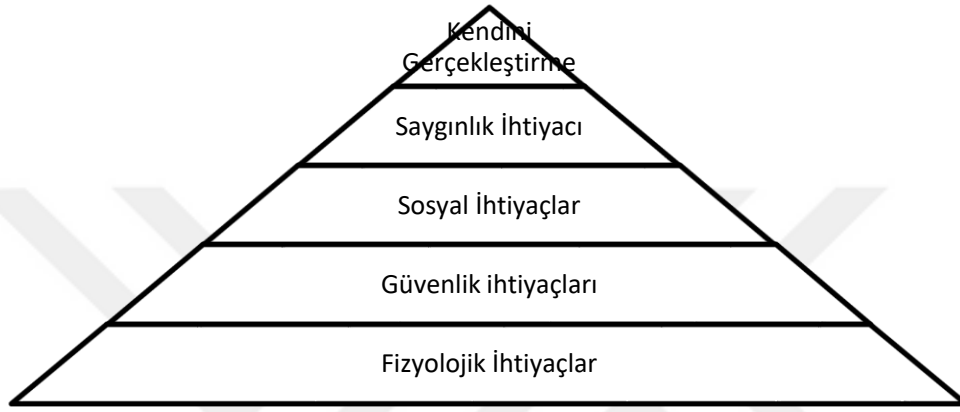 Kendini
Gerçekleştirme
Saygınlık İhtiyacı
Sosyal İhtiyaçlar
Güvenlik ihtiyaçları
Fizyolojik İhtiyaçlar